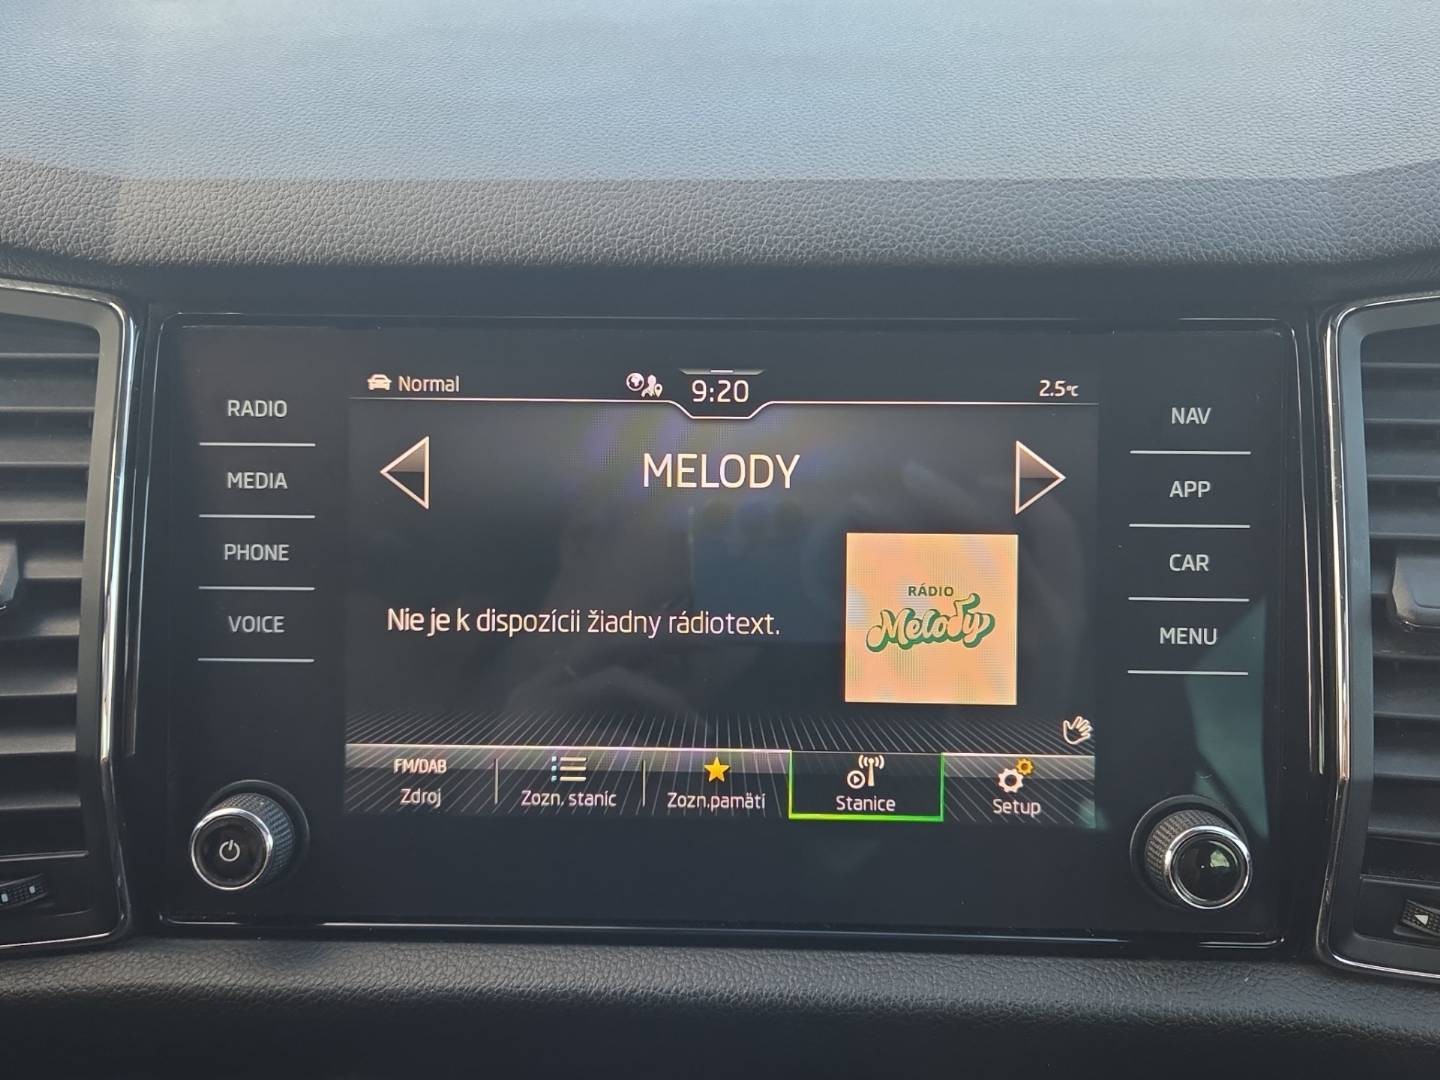 Normal
9:20
2.5°C
RADIO
MEDIA
PHONE
VOICE
MELODY
Nie je k dispozícii žiadny rádiotext.
RÁDIO
Melody
NAV
APP
CAR
MENU
FM/DAB
Zdroj
Zozn. staníc
Zozn.pamätí
Stanice
Setup